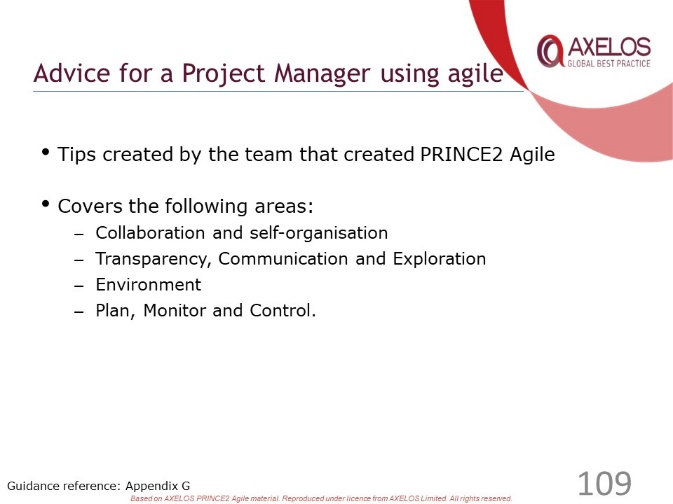 AXELOS
GLOBAL BEST PRACTICE
Advice for a Project Manager using agile
• Tips created by the team that created PRINCE2 Agile
• Covers the following areas:
– Collaboration and self-organisation
– Transparency, Communication and Exploration
– Environment
– Plan, Monitor and Control.
Guidance reference: Appendix G
109
Based on AXELOS PRINCE2 Agile material. Reproduced under licence from AXELOS Limited. All rights reserved.